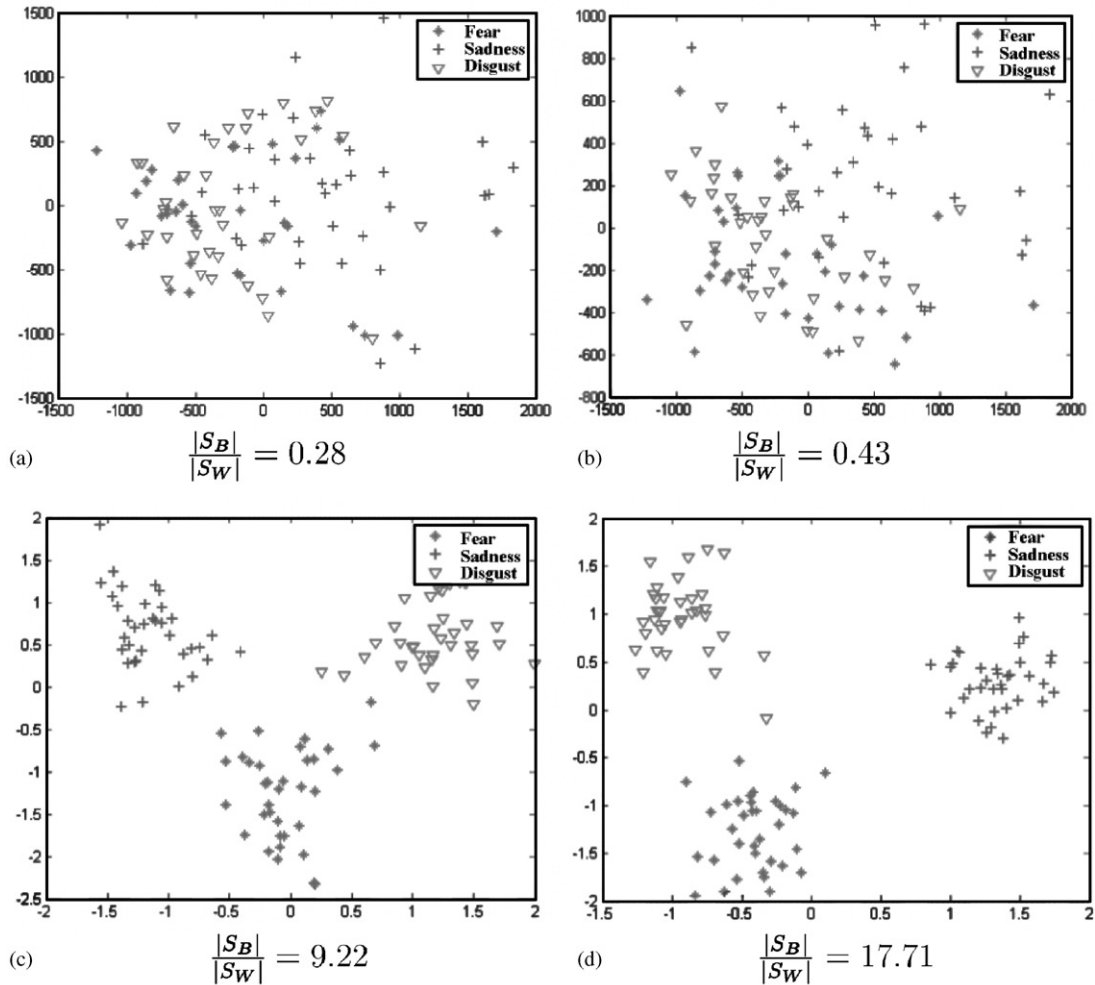 1500
1000
500
0
-500
-1000
-1500
-1500 -1000 -500 0 500 1000 1500 2000
Fear
Sadness
Disgust
(a) |S_B| / |S_W| = 0.28
1000
800
600
400
200
0
-200
-400
-600
-800
-1500 -1000 -500 0 500 1000 1500 2000
Fear
Sadness
Disgust
(b) |S_B| / |S_W| = 0.43
2
1.5
1
0.5
0
-0.5
-1
-1.5
-2
-2.5
-2 -1.5 -1 -0.5 0 0.5 1 1.5 2
Fear
Sadness
Disgust
(c) |S_B| / |S_W| = 9.22
2
1.5
1
0.5
0
-0.5
-1
-1.5
-2
-1.5 -1 -0.5 0 0.5 1 1.5 2
Fear
Sadness
Disgust
(d) |S_B| / |S_W| = 17.71